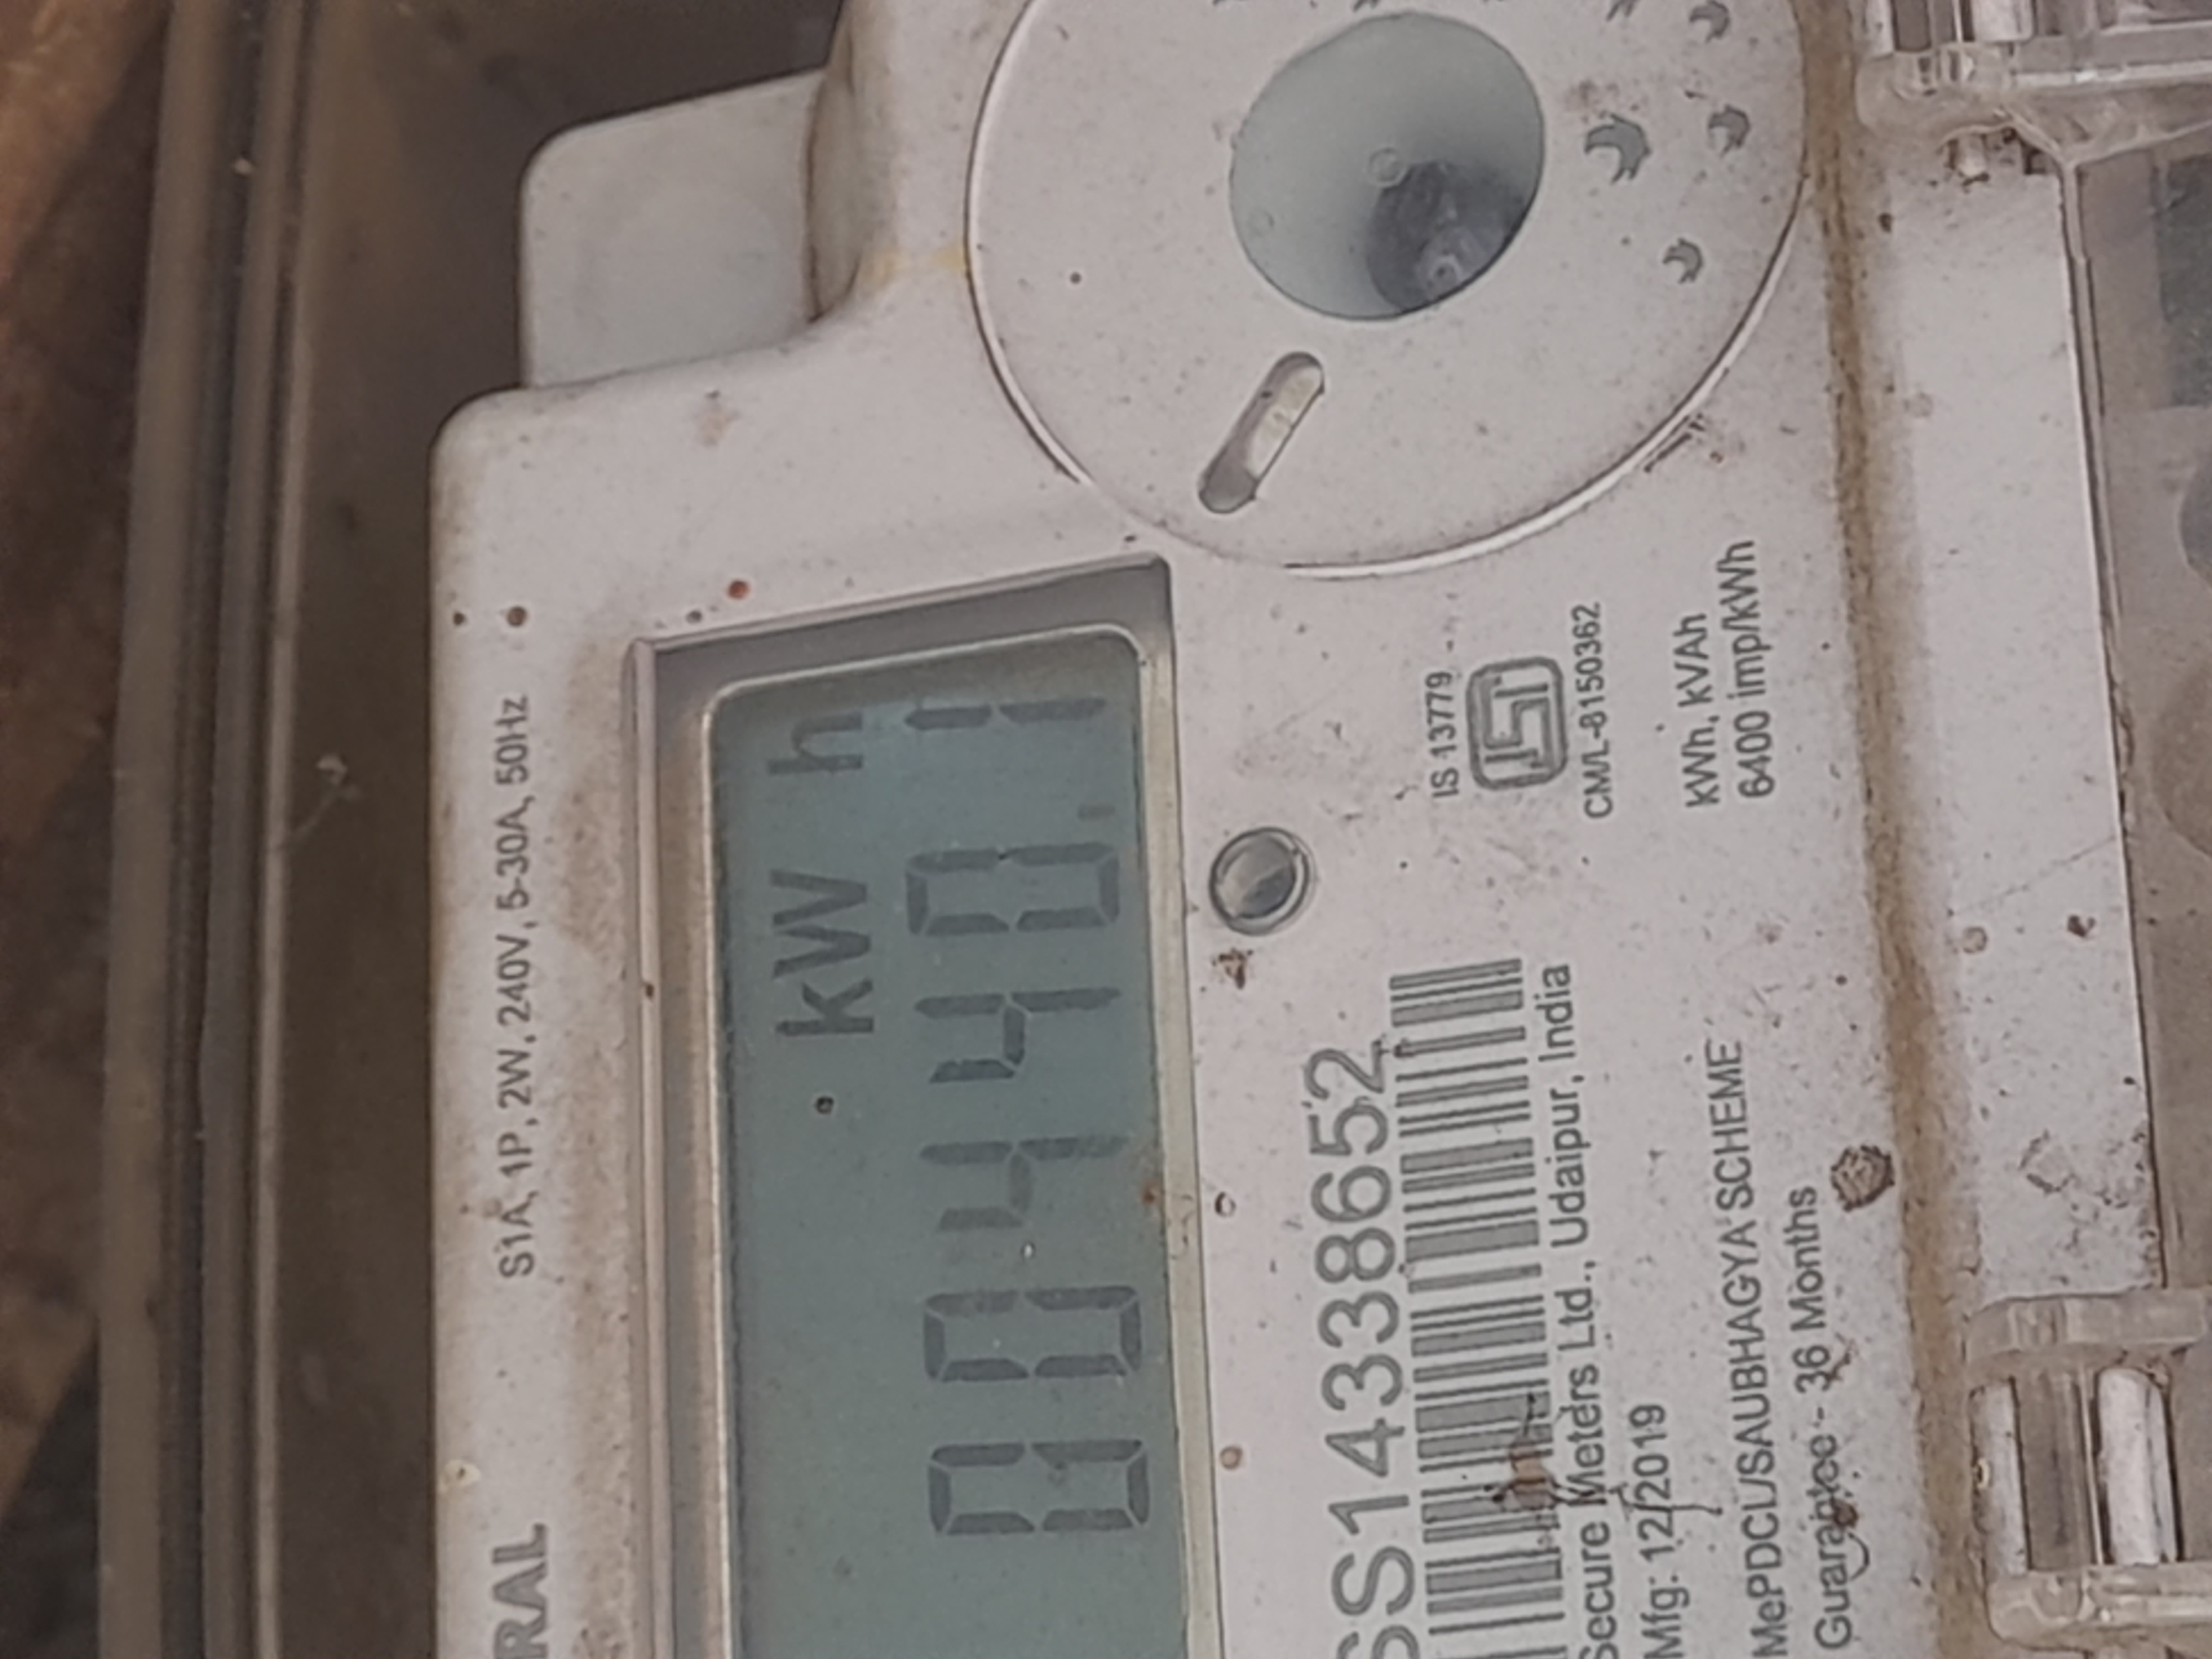 S1A, 1P, 2W, 240V, 5-30A, 50Hz
kW h
00440.1
SS14338652
Secure Meters Ltd., Udaipur, India
Mfg: 12/2019
MePDCL/SAUBHAGYA SCHEME
Guarantee - 36 Months
IS 13779
CM/L-8150362
kWh, kVAh
6400 imp/kWh